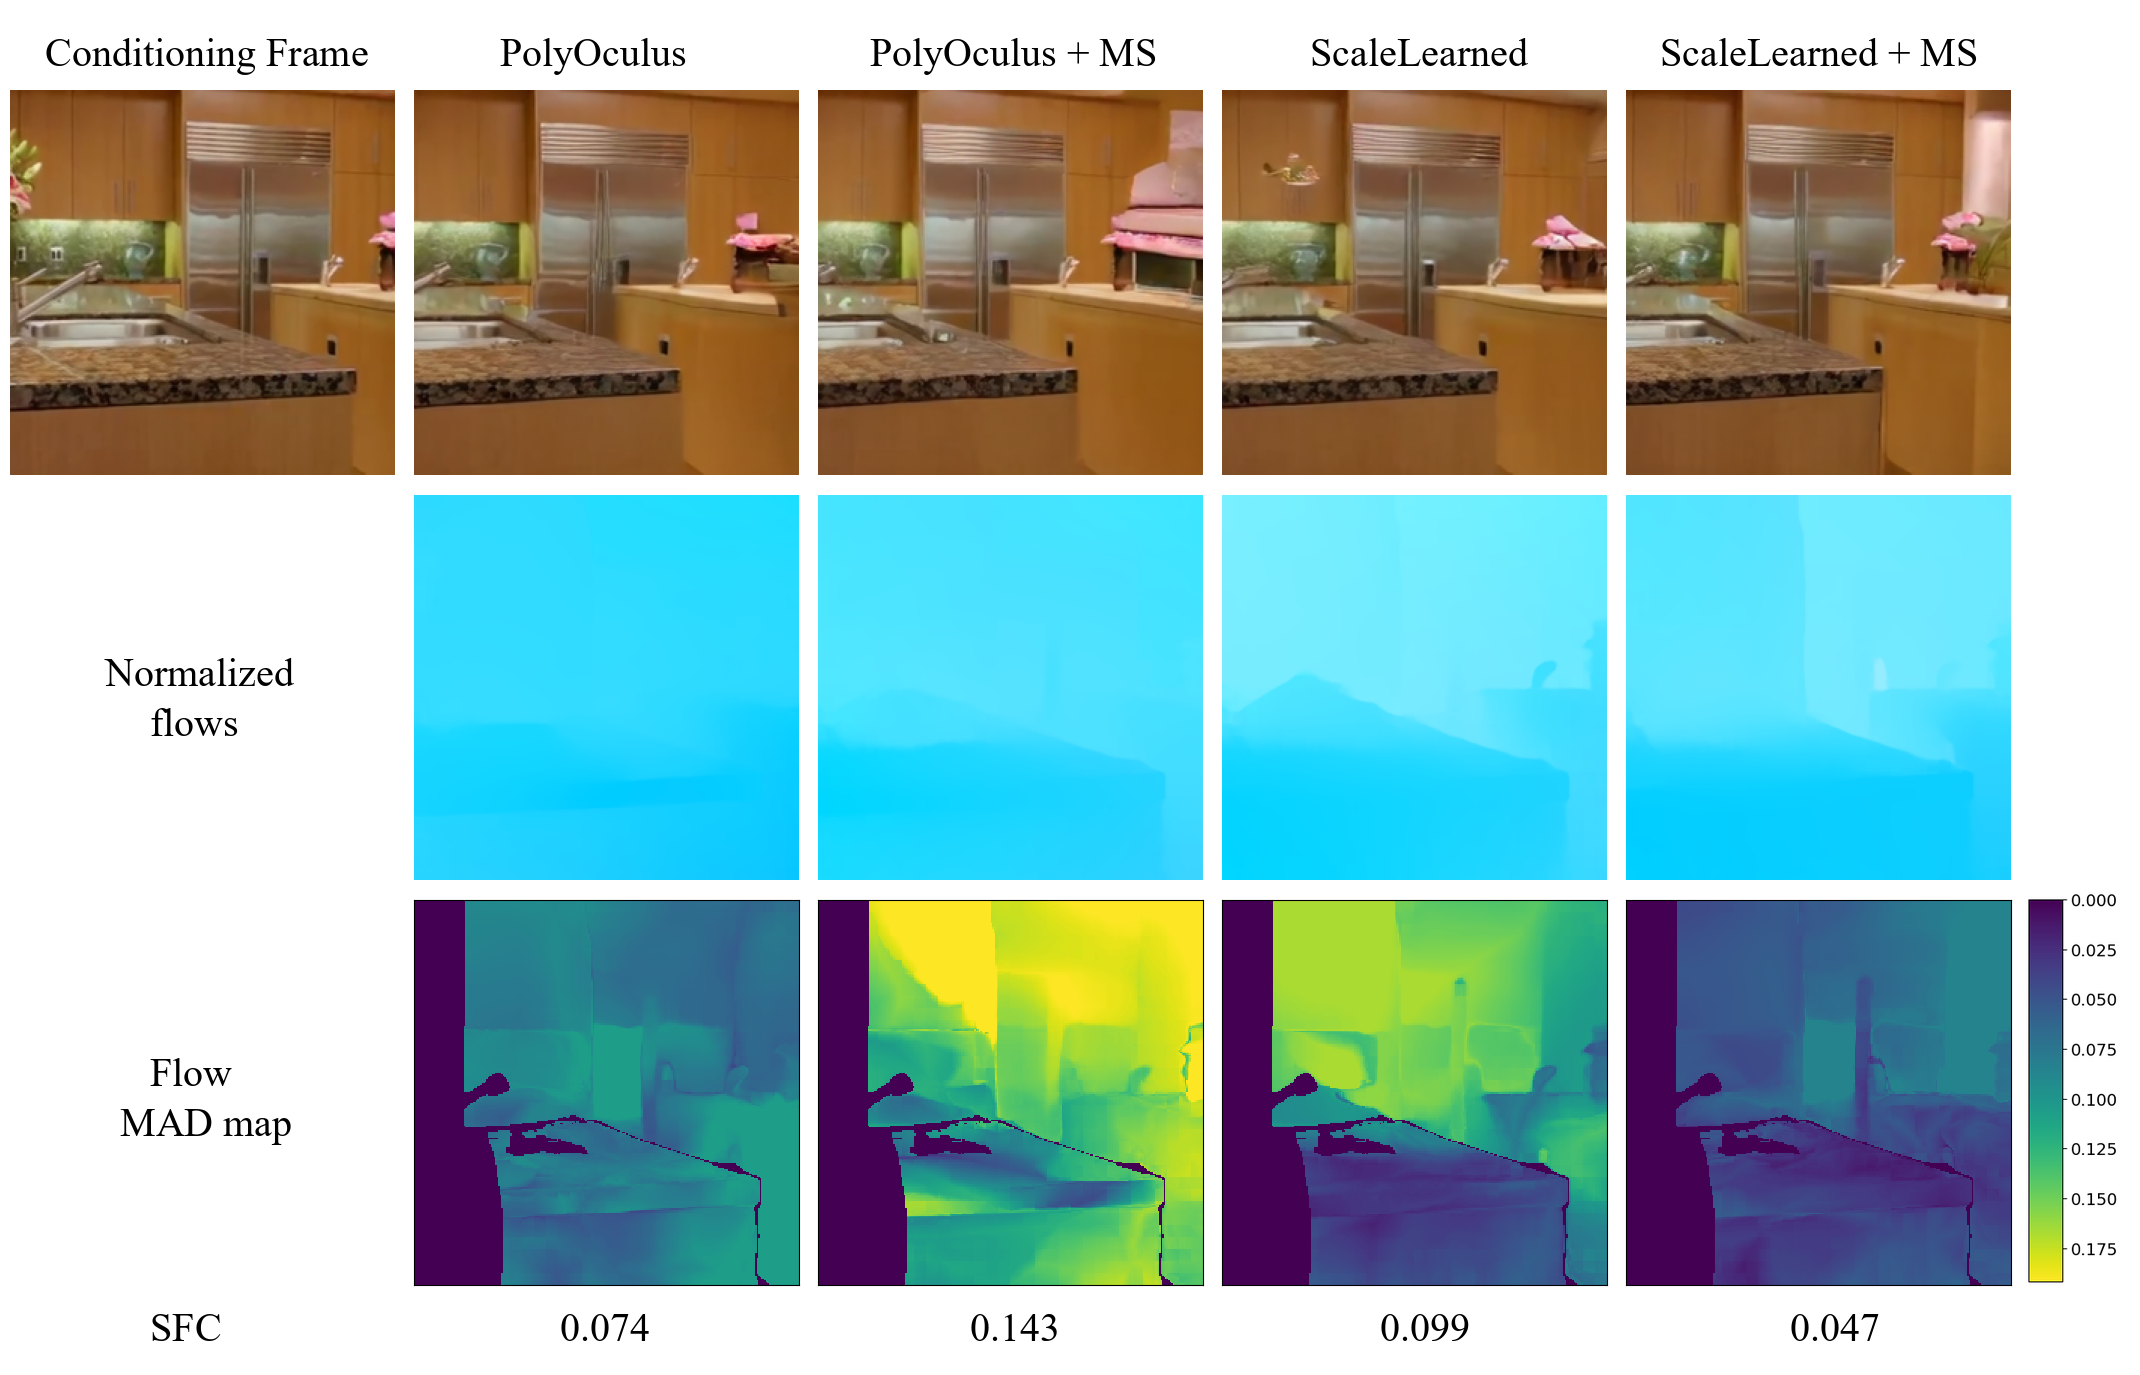 Conditioning Frame
PolyOculus
PolyOculus + MS
ScaleLearned
ScaleLearned + MS
Normalized
flows
Flow
MAD map
0.000
0.025
0.050
0.075
0.100
0.125
0.150
0.175
SFC
0.074
0.143
0.099
0.047